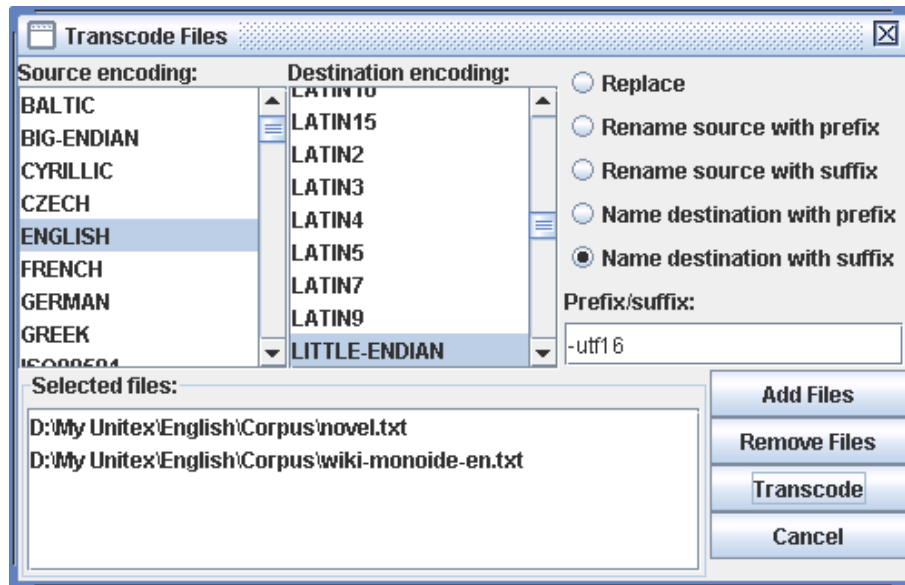 Transcode Files
Source encoding:
BALTIC
BIG-ENDIAN
CYRILLIC
CZECH
ENGLISH
FRENCH
GERMAN
GREEK
Destination encoding:
LATIN10
LATIN15
LATIN2
LATIN3
LATIN4
LATIN5
LATIN7
LATIN9
LITTLE-ENDIAN
Replace
Rename source with prefix
Rename source with suffix
Name destination with prefix
Name destination with suffix
Prefix/suffix:
-utf16
Selected files:
D:\My Unitex\English\Corpus\novel.txt
D:\My Unitex\English\Corpus\wiki-monoide-en.txt
Add Files
Remove Files
Transcode
Cancel